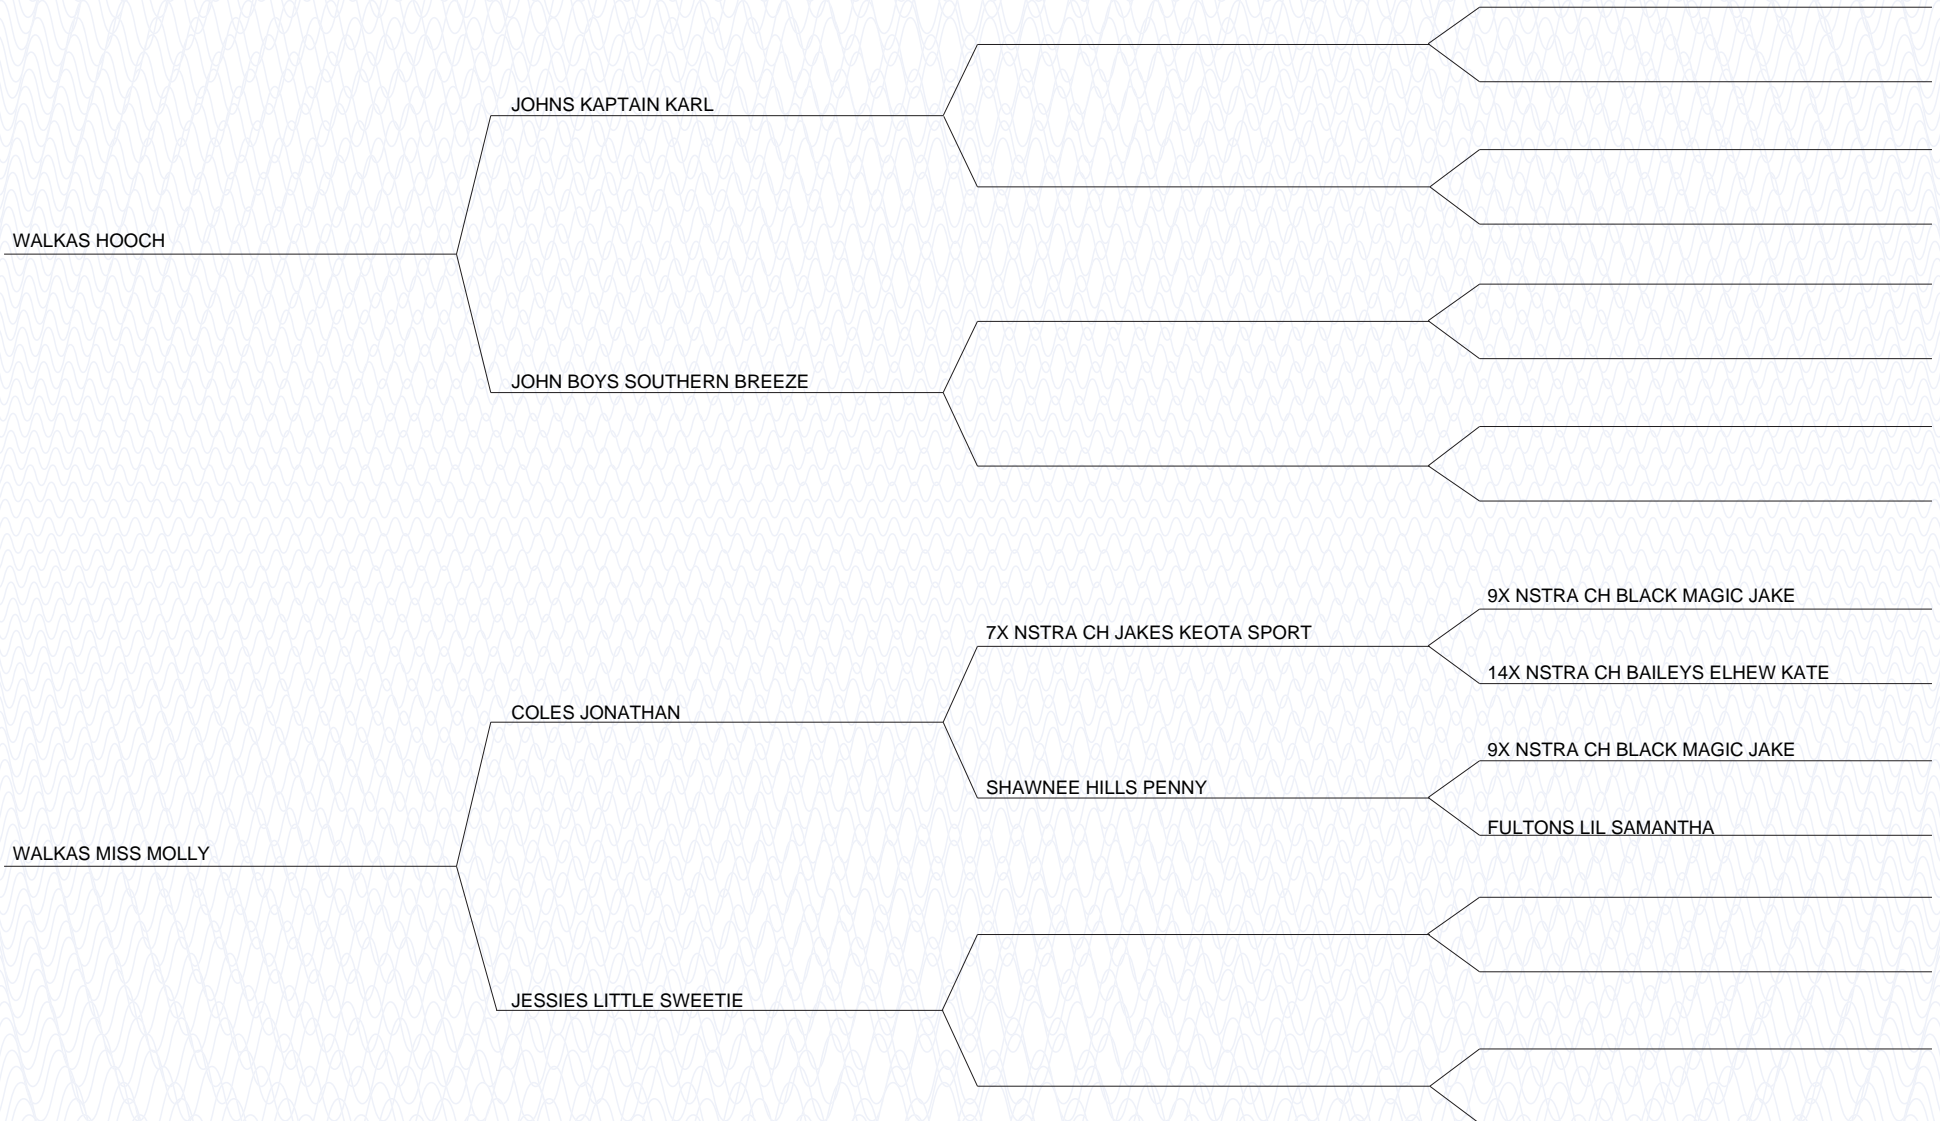 JOHNS KAPTAIN KARL
WALKAS HOOCH
JOHN BOYS SOUTHERN BREEZE
9X NSTRA CH BLACK MAGIC JAKE
7X NSTRA CH JAKES KEOTA SPORT
14X NSTRA CH BAILEYS ELHEW KATE
COLES JONATHAN
9X NSTRA CH BLACK MAGIC JAKE
SHAWNEE HILLS PENNY
FULTONS LIL SAMANTHA
WALKAS MISS MOLLY
JESSIES LITTLE SWEETIE